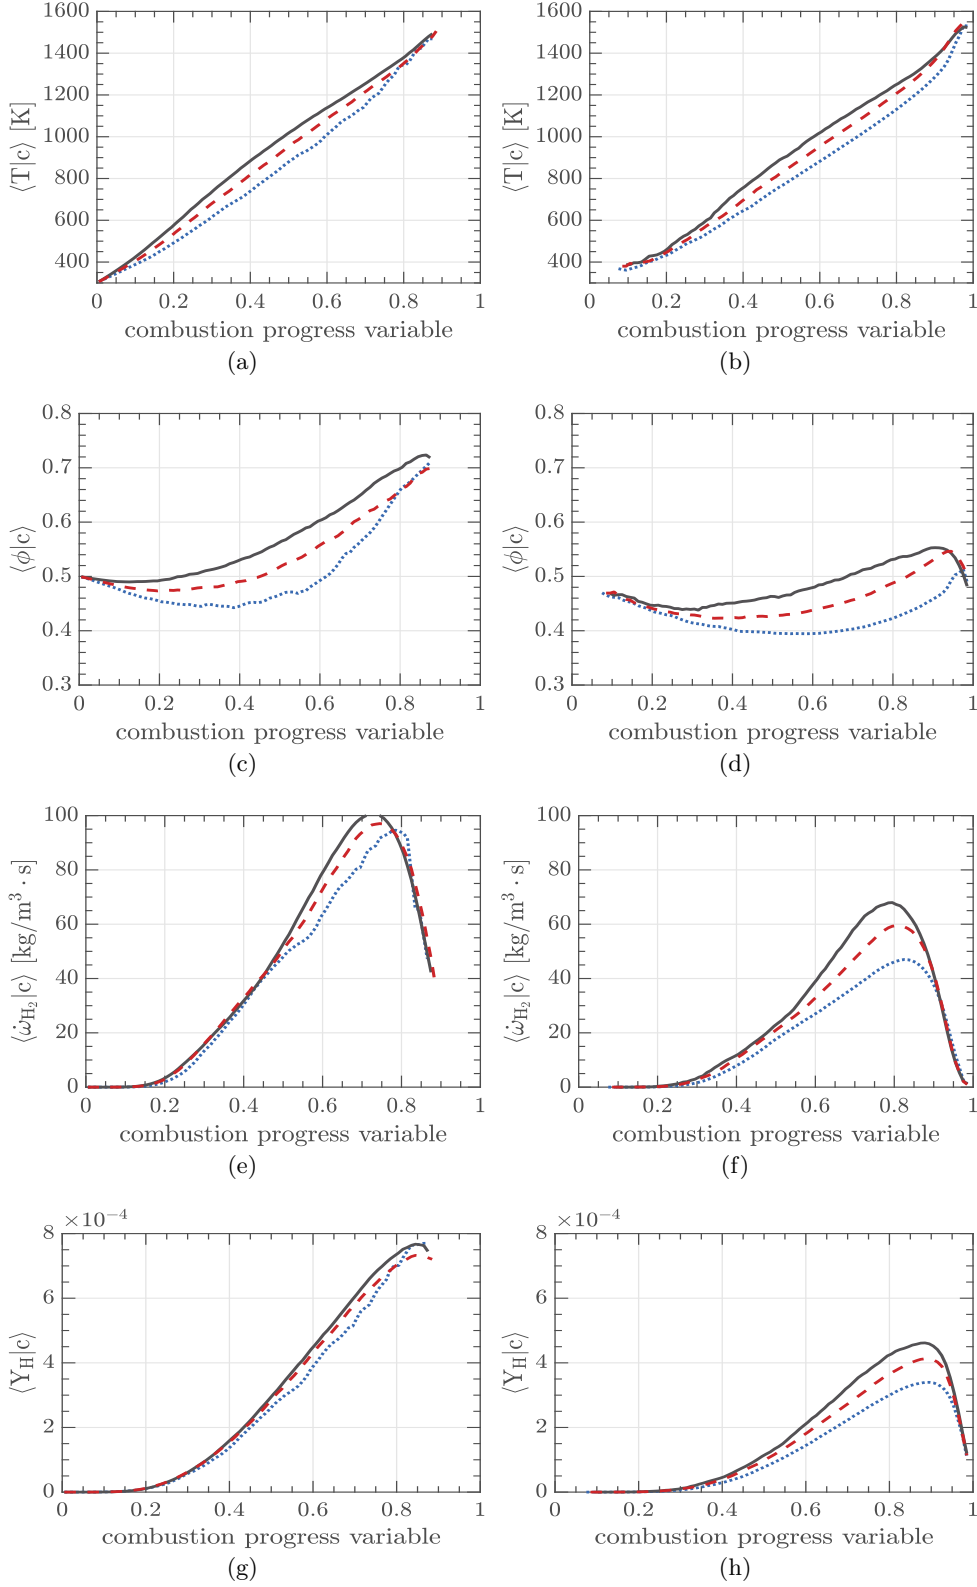 1600 1400 1200 1000 800 600 400
⟨T|c⟩ [K]
0 0.2 0.4 0.6 0.8 1
combustion progress variable
(a)
1600 1400 1200 1000 800 600 400
⟨T|c⟩ [K]
0 0.2 0.4 0.6 0.8 1
combustion progress variable
(b)
0.8 0.7 0.6 0.5 0.4 0.3
⟨ϕ|c⟩
0 0.2 0.4 0.6 0.8 1
combustion progress variable
(c)
0.8 0.7 0.6 0.5 0.4 0.3
⟨ϕ|c⟩
0 0.2 0.4 0.6 0.8 1
combustion progress variable
(d)
100 80 60 40 20 0
⟨ω̇_H₂|c⟩ [kg/m³ · s]
0 0.2 0.4 0.6 0.8 1
combustion progress variable
(e)
100 80 60 40 20 0
⟨ω̇_H₂|c⟩ [kg/m³ · s]
0 0.2 0.4 0.6 0.8 1
combustion progress variable
(f)
×10⁻⁴
8 6 4 2 0
⟨Y_H|c⟩
0 0.2 0.4 0.6 0.8 1
combustion progress variable
(g)
×10⁻⁴
8 6 4 2 0
⟨Y_H|c⟩
0 0.2 0.4 0.6 0.8 1
combustion progress variable
(h)